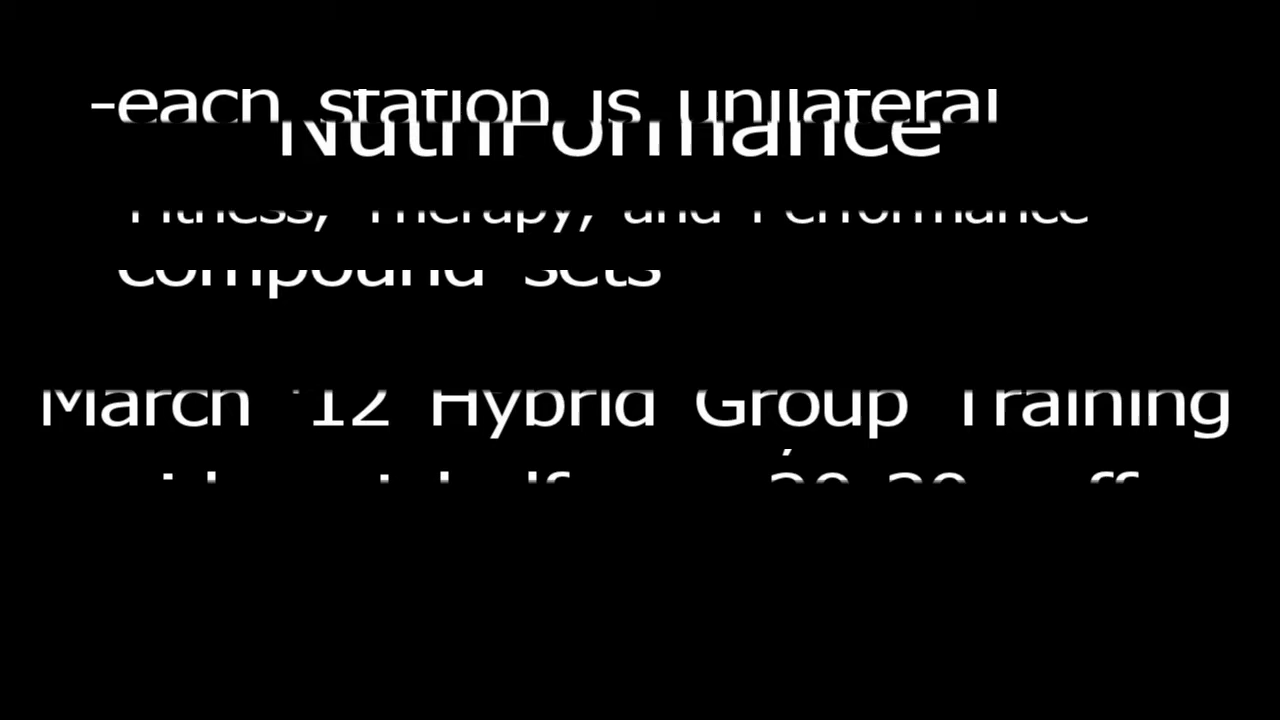 -each station is unilateral
NutriFormance
Fitness, Therapy, and Performance
compound sets
March '12 Hybrid Group Training